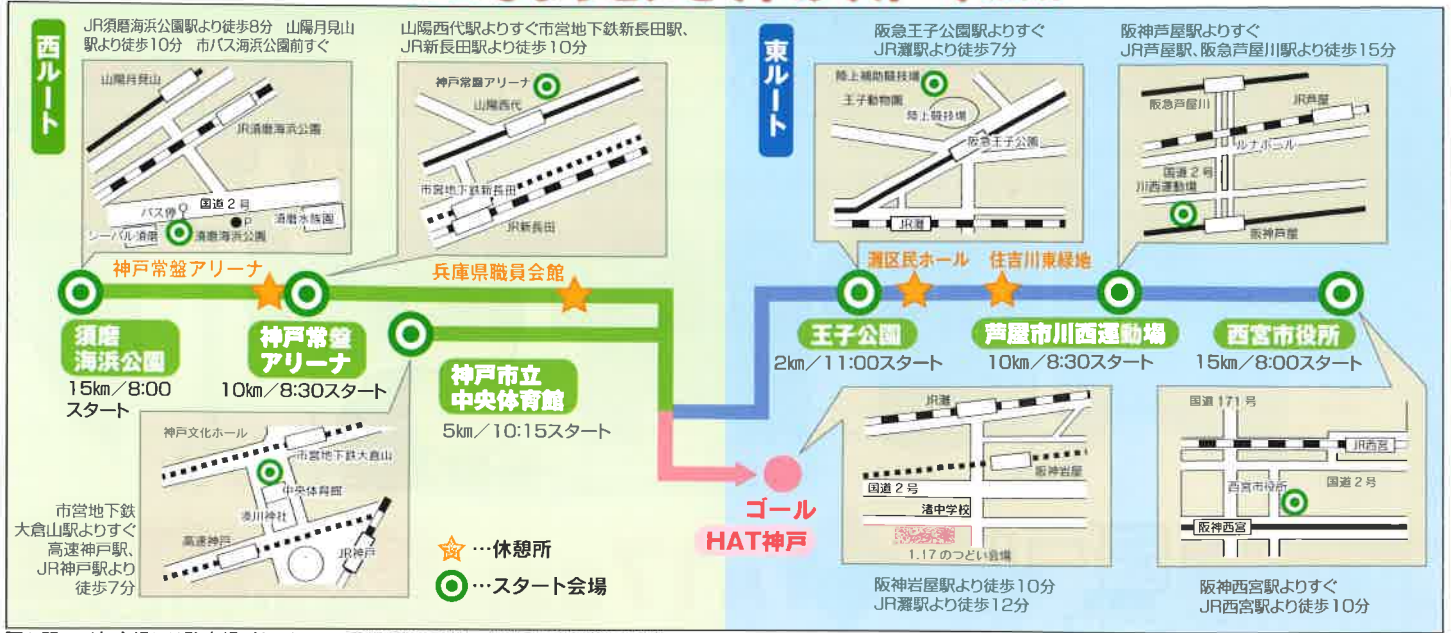 西ルート
JR須磨海浜公園駅より徒歩8分 山陽月見山
駅より徒歩10分 市バス海浜公園前すぐ
山陽月見山
JR須磨海浜公園
国道2号
バス停
P
須磨水族園
シーパル須磨
須磨海浜公園
山陽西代駅よりすぐ市営地下鉄新長田駅、
JR新長田駅より徒歩10分
神戸常盤アリーナ
山陽西代
市営地下鉄新長田
JR新長田
東ルート
阪急王子公園駅よりすぐ
JR灘駅より徒歩7分
陸上補助競技場
王子動物園
陸上競技場
阪急王子公園
JR灘
阪神芦屋駅よりすぐ
JR芦屋駅、阪急芦屋川駅より徒歩15分
阪急芦屋川
JR芦屋
ルナホール
国道2号
川西運動場
阪神芦屋
神戸常盤アリーナ
兵庫県職員会館
灘区民ホール
住吉川東緑地
須磨
海浜公園
15km/8:00
スタート
神戸常盤
アリーナ
10km/8:30スタート
神戸市立
中央体育館
5km/10:15スタート
王子公園
2km/11:00スタート
芦屋市川西運動場
10km/8:30スタート
西宮市役所
15km/8:00スタート
神戸文化ホール
市営地下鉄大倉山
中央体育館
湊川神社
高速神戸
JR神戸
市営地下鉄
大倉山駅よりすぐ
高速神戸駅、
JR神戸駅より
徒歩7分
…休憩所
…スタート会場
ゴール
HAT神戸
JR灘
阪神岩屋
国道2号
渚中学校
1.17のつどい会場
阪神岩屋駅より徒歩10分
JR灘駅より徒歩12分
国道171号
JR西宮
国道2号
西宮市役所
阪神西宮
阪神西宮駅よりすぐ
JR西宮駅より徒歩10分